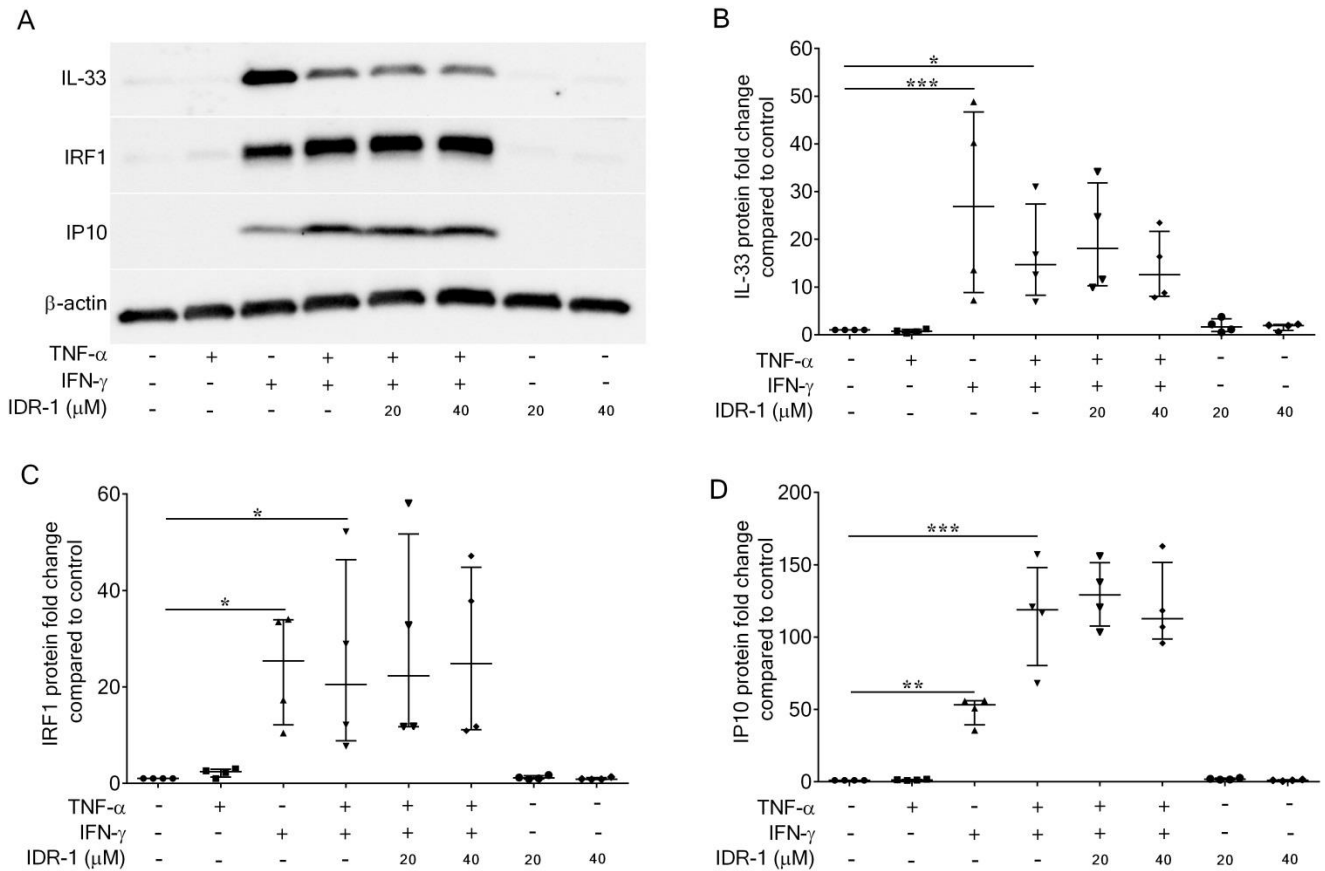 A
IL-33
IRF1
IP10
β-actin
TNF-α - + - + + + - -
IFN-γ - - + + + + - -
IDR-1 (μM) - - - - 20 40 20 40
B
IL-33 protein fold change
compared to control
60
50
40
30
20
10
0
*
***
TNF-α - + - + + + - -
IFN-γ - - + + + + - -
IDR-1 (μM) - - - - 20 40 20 40
C
IRF1 protein fold change
compared to control
60
40
20
0
*
*
TNF-α - + - + + + - -
IFN-γ - - + + + + - -
IDR-1 (μM) - - - - 20 40 20 40
D
IP10 protein fold change
compared to control
200
150
100
50
0
***
**
TNF-α - + - + + + - -
IFN-γ - - + + + + - -
IDR-1 (μM) - - - - 20 40 20 40